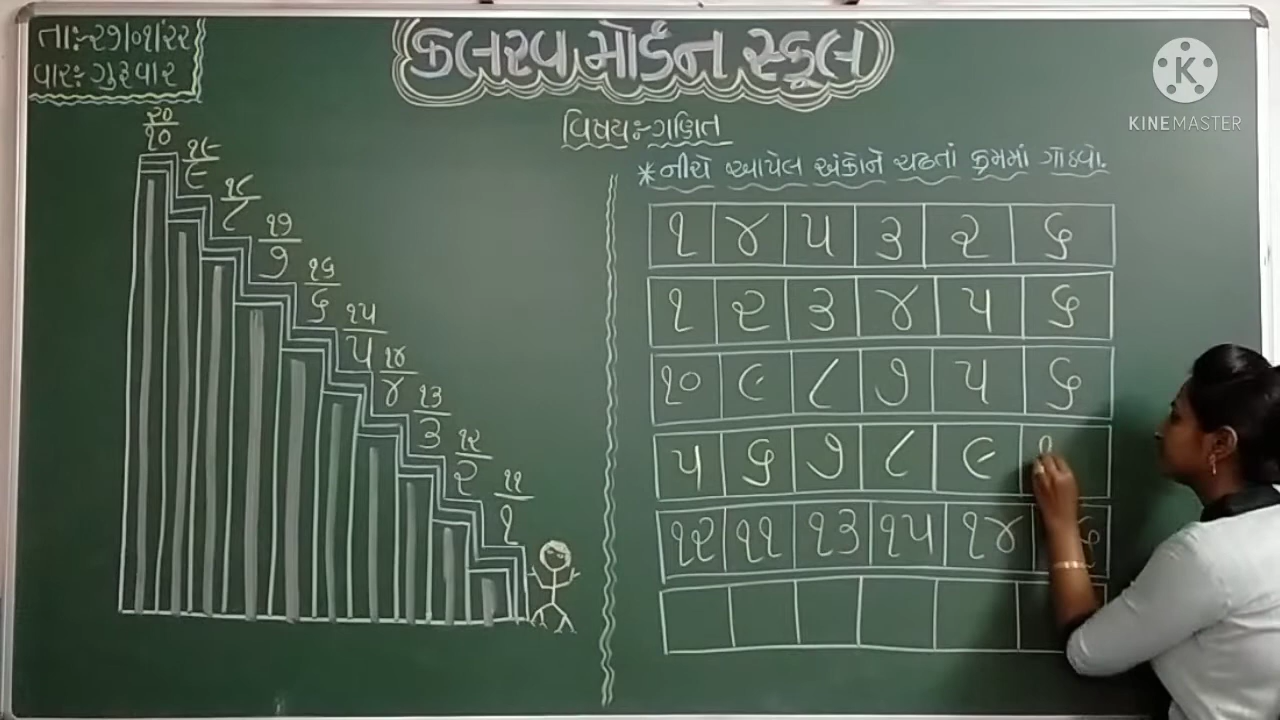 તાઃ-૨૭/૦૧/૨૨
વારઃ- ગુરૂવાર
કલરવ મોર્ડન સ્કૂલ
K
KINEMASTER
વિષયઃ- ગણિત
*નીચે આપેલ અંકોને ચઢતાં ક્રમમાં ગોઠવો.
૨૦
૧૦
૧૯
૯
૧૮
૮
૧૭
૭
૧૬
૬
૧૫
૫
૧૪
૪
૧૩
૩
૧૨
૨
૧૧
૧
૧ ૪ ૫ ૩ ૨ ૬
૧ ૨ ૩ ૪ ૫ ૬
૧૦ ૯ ૮ ૭ ૫ ૬
૫ ૬ ૭ ૮ ૯ ૧
૧૨ ૧૧ ૧૩ ૧૫ ૧૪